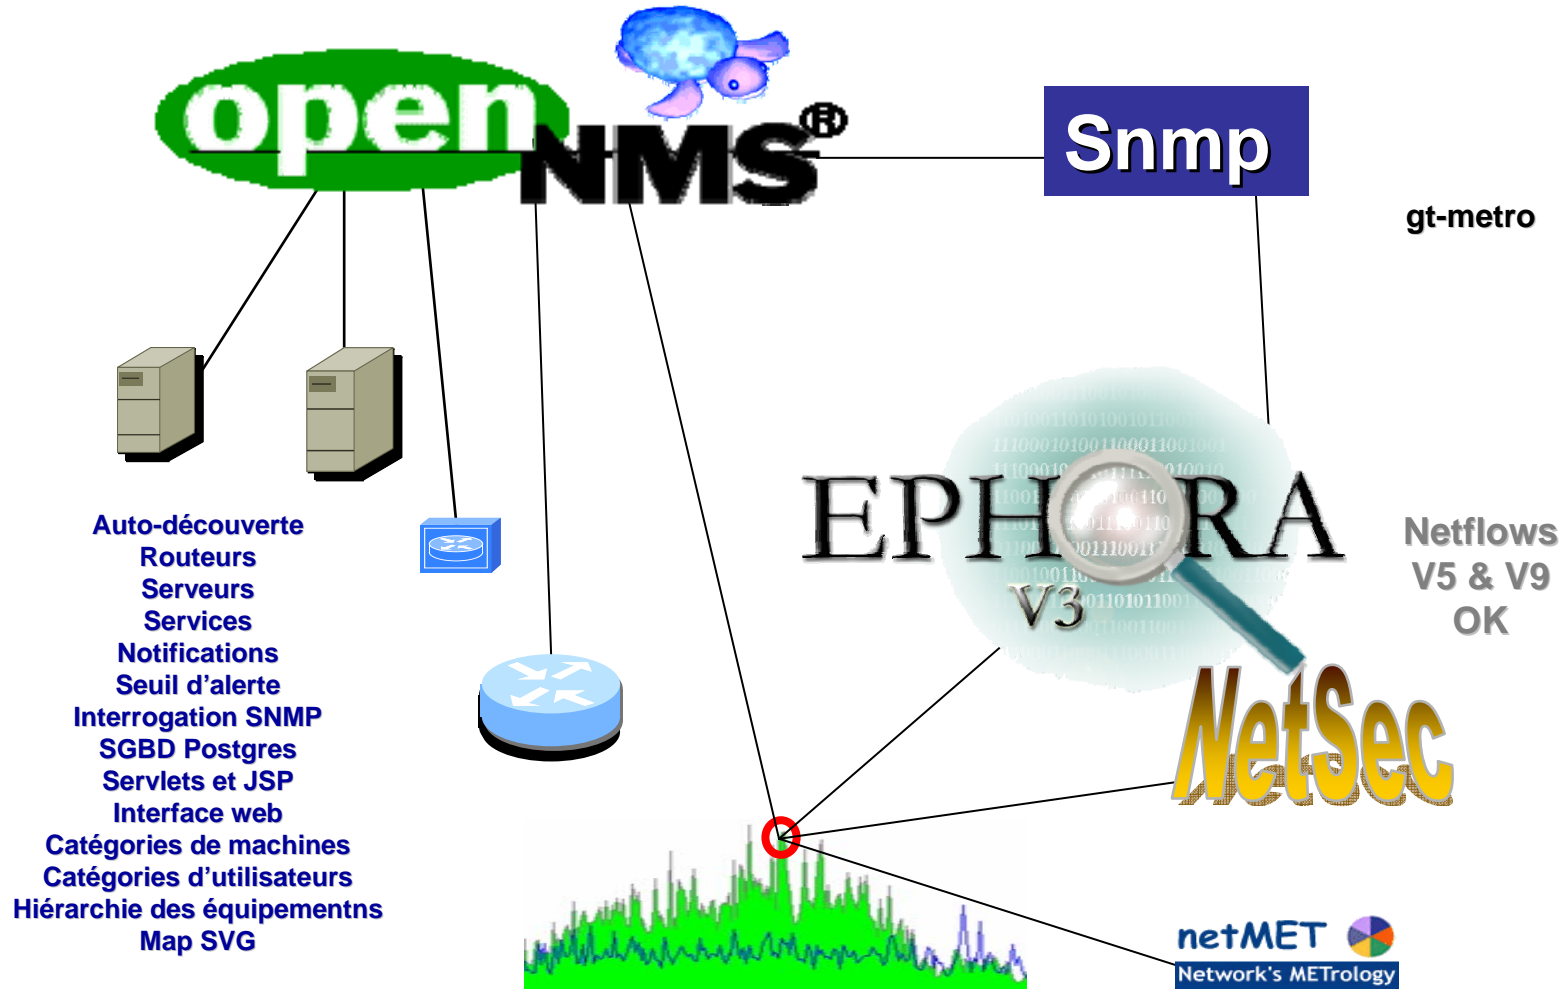 open
NMS®
Snmp
gt-metro
EPHORA
V3
Netflows
V5 & V9
OK
Auto-découverte
Routeurs
Serveurs
Services
Notifications
Seuil d'alerte
Interrogation SNMP
SGBD Postgres
Servlets et JSP
Interface web
Catégories de machines
Catégories d'utilisateurs
Hiérarchie des équipementns
Map SVG
NetSec
netMET
Network's METrology